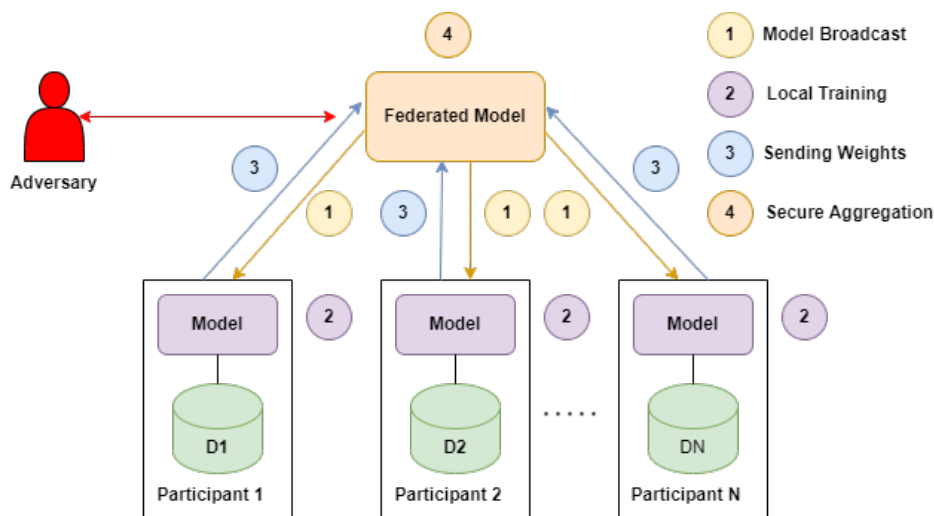 4
1 Model Broadcast
2 Local Training
3 Sending Weights
4 Secure Aggregation
Federated Model
Adversary
3
1
3
1
1
3
Model
2
Model
2
Model
2
D1
D2
.....
DN
Participant 1
Participant 2
Participant N